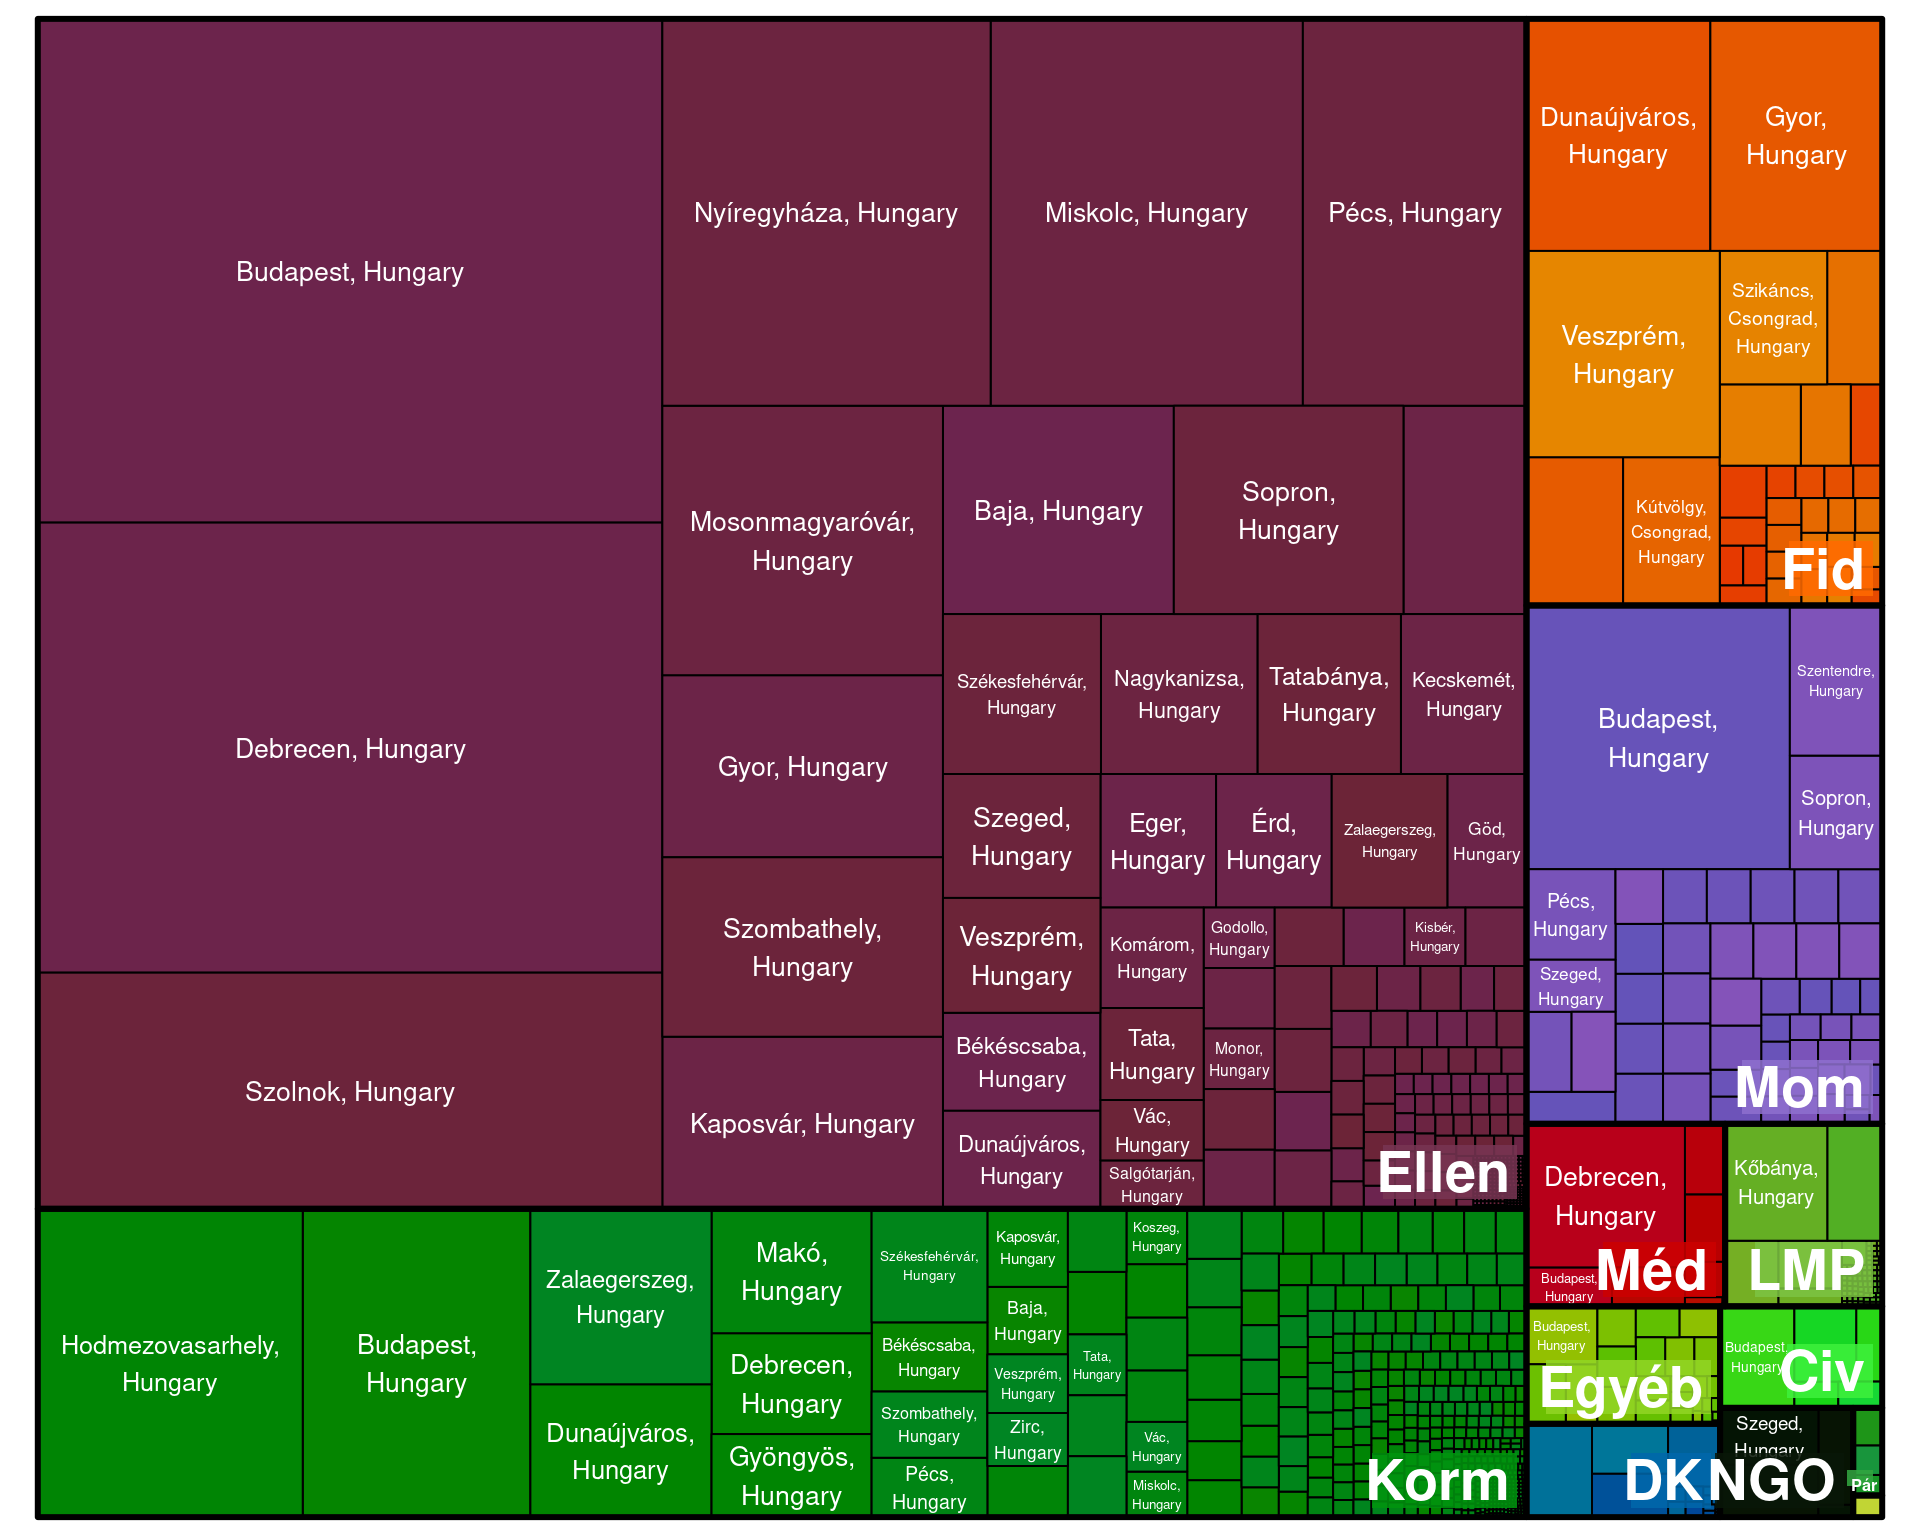 Budapest, Hungary
Debrecen, Hungary
Szolnok, Hungary
Nyíregyháza, Hungary
Miskolc, Hungary
Pécs, Hungary
Mosonmagyaróvár,
Hungary
Gyor, Hungary
Szombathely,
Hungary
Kaposvár, Hungary
Baja, Hungary
Sopron,
Hungary
Székesfehérvár,
Hungary
Nagykanizsa,
Hungary
Tatabánya,
Hungary
Kecskemét,
Hungary
Szeged,
Hungary
Veszprém,
Hungary
Békéscsaba,
Hungary
Dunaújváros,
Hungary
Eger,
Hungary
Érd,
Hungary
Zalaegerszeg,
Hungary
Göd,
Hungary
Komárom,
Hungary
Tata,
Hungary
Vác,
Hungary
Salgótarján,
Hungary
Godollo,
Hungary
Monor,
Hungary
Kisbér,
Hungary
Ellen
Hodmezovasarhely,
Hungary
Budapest,
Hungary
Zalaegerszeg,
Hungary
Dunaújváros,
Hungary
Makó,
Hungary
Debrecen,
Hungary
Gyöngyös,
Hungary
Székesfehérvár,
Hungary
Békéscsaba,
Hungary
Szombathely,
Hungary
Pécs,
Hungary
Kaposvár,
Hungary
Baja,
Hungary
Veszprém,
Hungary
Zirc,
Hungary
Tata,
Hungary
Koszeg,
Hungary
Vác,
Hungary
Miskolc,
Hungary
Korm
Dunaújváros,
Hungary
Gyor,
Hungary
Veszprém,
Hungary
Szikáncs,
Csongrad,
Hungary
Kútvölgy,
Csongrad,
Hungary
Fid
Budapest,
Hungary
Szentendre,
Hungary
Sopron,
Hungary
Pécs,
Hungary
Szeged,
Hungary
Mom
Debrecen,
Hungary
Budapest,
Hungary
Méd
Kőbánya,
Hungary
LMP
Budapest,
Hungary
Egyéb
Budapest,
Hungary
Civ
DK
Szeged,
Hungary
NGO
Pár